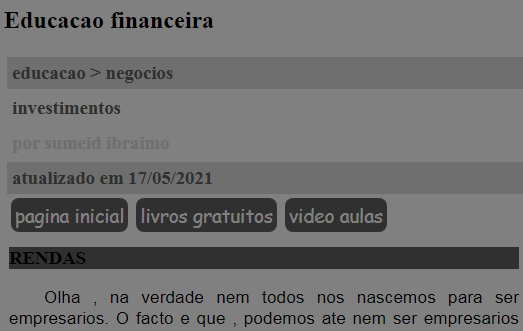 Educacao financeira
educacao > negocios
investimentos
por sumeid ibraimo
atualizado em 17/05/2021
pagina inicial livros gratuitos video aulas
RENDAS
Olha , na verdade nem todos nos nascemos para ser
empresarios. O facto e que , podemos ate nem ser empresarios